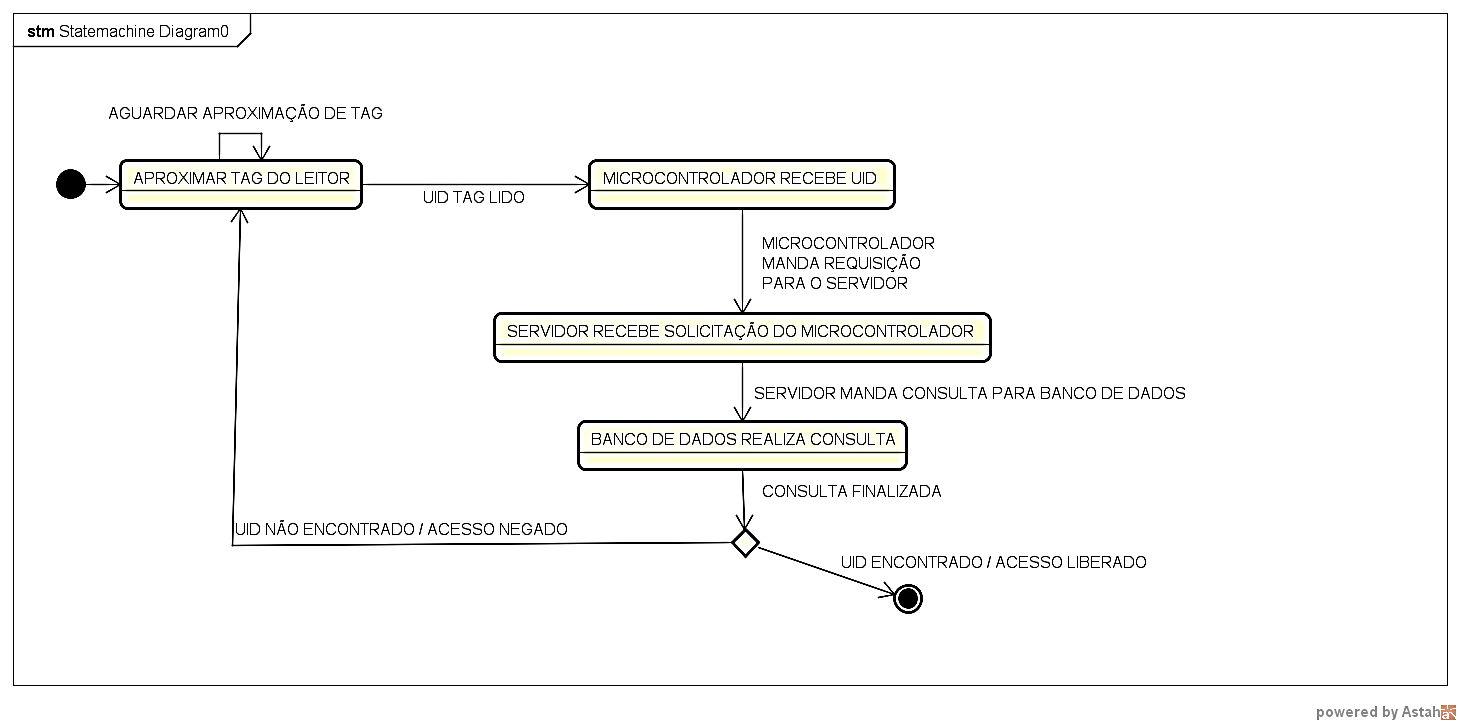 stm Statemachine Diagram0
AGUARDAR APROXIMAÇÃO DE TAG
APROXIMAR TAG DO LEITOR
UID TAG LIDO
MICROCONTROLADOR RECEBE UID
MICROCONTROLADOR
MANDA REQUISIÇÃO
PARA O SERVIDOR
SERVIDOR RECEBE SOLICITAÇÃO DO MICROCONTROLADOR
SERVIDOR MANDA CONSULTA PARA BANCO DE DADOS
BANCO DE DADOS REALIZA CONSULTA
CONSULTA FINALIZADA
UID NÃO ENCONTRADO / ACESSO NEGADO
UID ENCONTRADO / ACESSO LIBERADO
powered by Astah